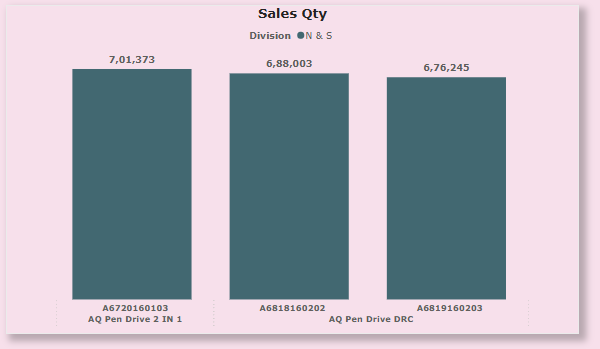 Sales Qty
Division N & S
7,01,373
6,88,003
6,76,245
A6720160103 A6818160202 A6819160203
AQ Pen Drive 2 IN 1 AQ Pen Drive DRC